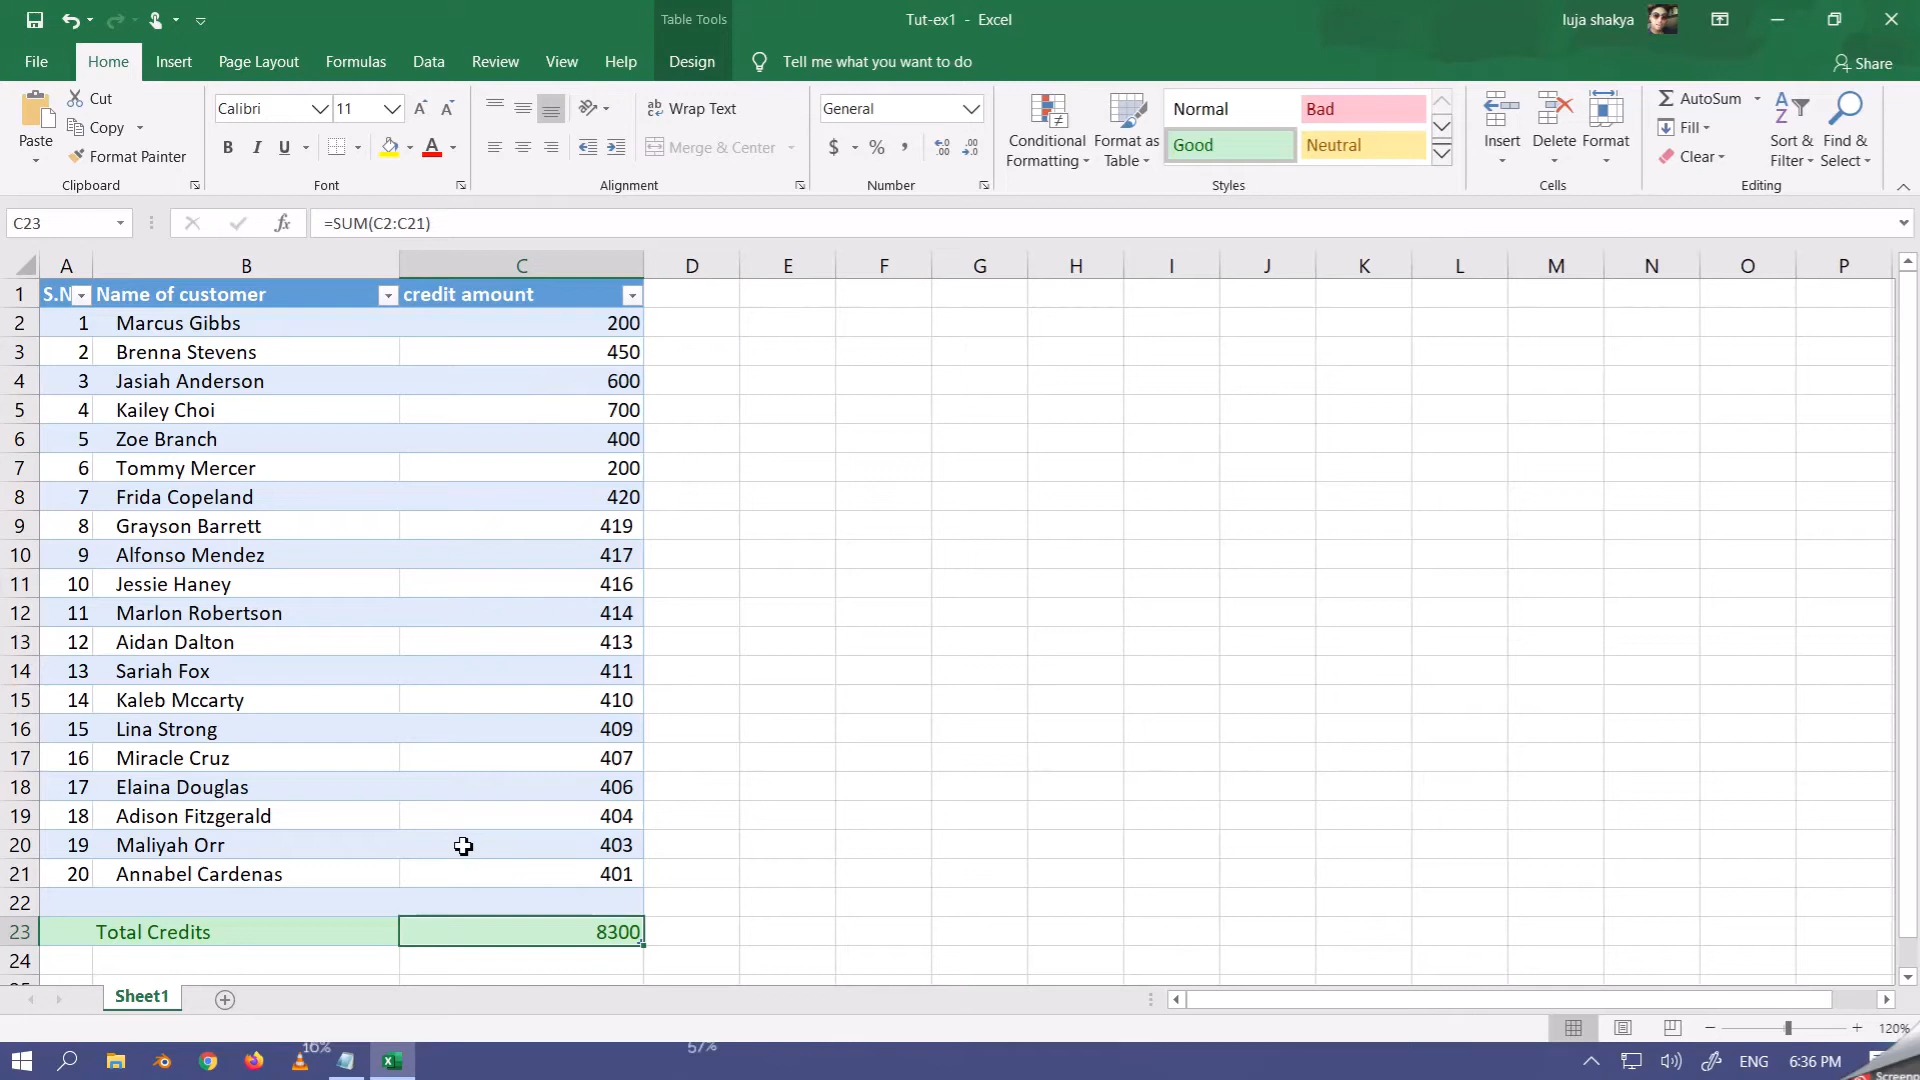 Table Tools
Tut-ex1 - Excel
luja shakya
File Home Insert Page Layout Formulas Data Review View Help Design Tell me what you want to do Share
Cut
Copy
Format Painter
Paste
Clipboard
Calibri 11
B I U
Font
Wrap Text
Merge & Center
Alignment
General
$ % ,
Number
Conditional Formatting
Format as Table
Normal Bad
Good Neutral
Styles
Insert Delete Format
Cells
AutoSum
Fill
Clear
Sort & Filter
Find & Select
Editing
C23 fx =SUM(C2:C21)
A B C D E F G H I J K L M N O P
1 S.N Name of customer credit amount
2 1 Marcus Gibbs 200
3 2 Brenna Stevens 450
4 3 Jasiah Anderson 600
5 4 Kailey Choi 700
6 5 Zoe Branch 400
7 6 Tommy Mercer 200
8 7 Frida Copeland 420
9 8 Grayson Barrett 419
10 9 Alfonso Mendez 417
11 10 Jessie Haney 416
12 11 Marlon Robertson 414
13 12 Aidan Dalton 413
14 13 Sariah Fox 411
15 14 Kaleb Mccarty 410
16 15 Lina Strong 409
17 16 Miracle Cruz 407
18 17 Elaina Douglas 406
19 18 Adison Fitzgerald 404
20 19 Maliyah Orr 403
21 20 Annabel Cardenas 401
22
23 Total Credits 8300
24
Sheet1
120%
16% 57%
ENG 6:36 PM